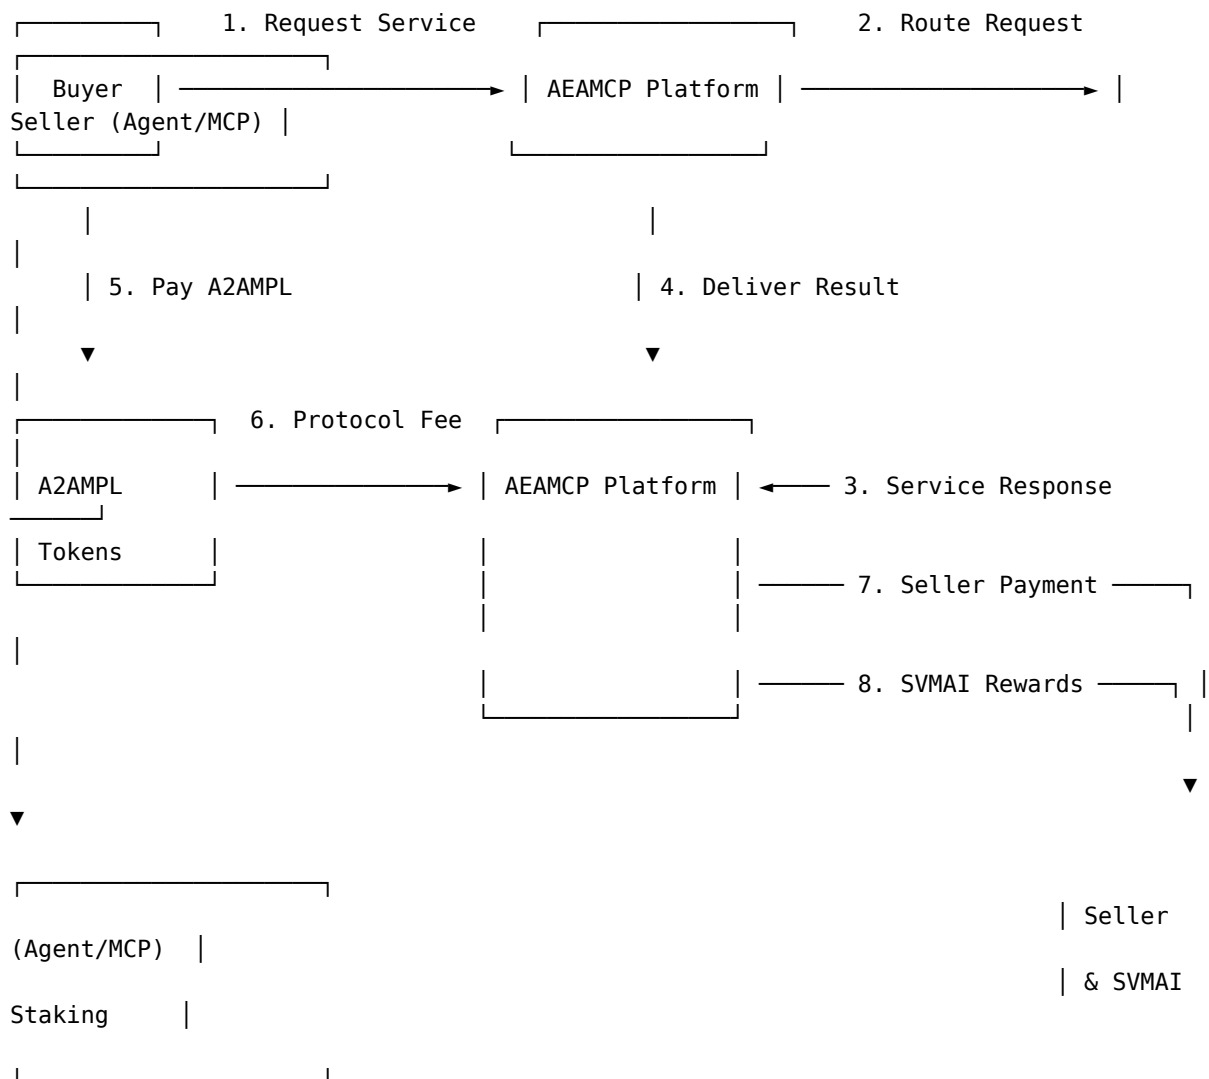 1. Request Service 2. Route Request
Buyer AEAMCP Platform
Seller (Agent/MCP)
5. Pay A2AMPL 4. Deliver Result
6. Protocol Fee
A2AMPL AEAMCP Platform 3. Service Response
Tokens
7. Seller Payment
8. SVMAI Rewards
Seller
(Agent/MCP)
& SVMAI
Staking